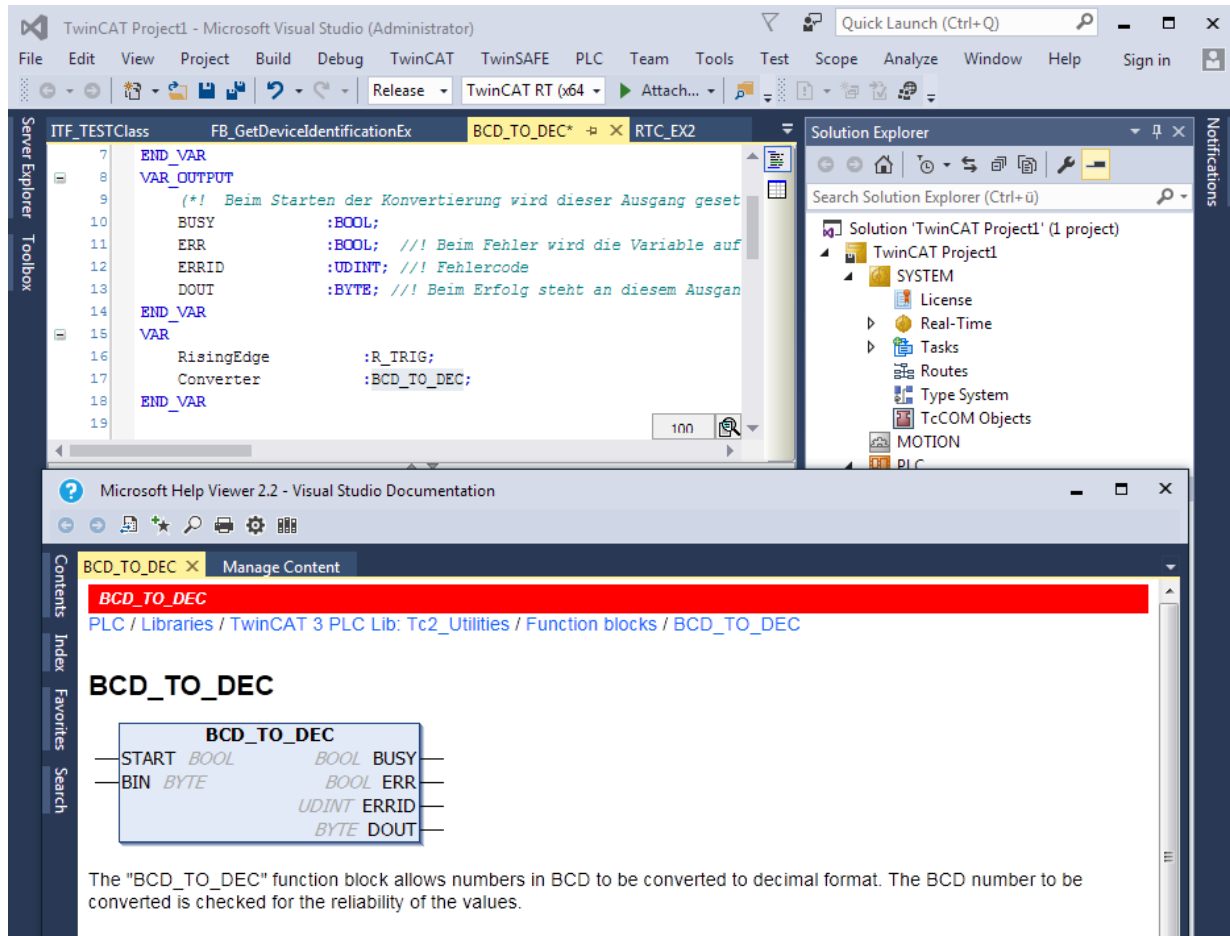 TwinCAT Project1 - Microsoft Visual Studio (Administrator)
Quick Launch (Ctrl+Q)
File Edit View Project Build Debug TwinCAT TwinSAFE PLC Team Tools Test Scope Analyze Window Help Sign in
Release TwinCAT RT (x64 Attach...
Server Explorer
Toolbox
ITF_TESTClass FB_GetDeviceIdentificationEx BCD_TO_DEC* RTC_EX2
7 END_VAR
8 VAR_OUTPUT
9 (*! Beim Starten der Konvertierung wird dieser Ausgang geset
10 BUSY :BOOL;
11 ERR :BOOL; //! Beim Fehler wird die Variable auf
12 ERRID :UDINT; //! Fehlercode
13 DOUT :BYTE; //! Beim Erfolg steht an diesem Ausgan
14 END_VAR
15 VAR
16 RisingEdge :R_TRIG;
17 Converter :BCD_TO_DEC;
18 END_VAR
19
100
Solution Explorer
Search Solution Explorer (Ctrl+ü)
Solution 'TwinCAT Project1' (1 project)
TwinCAT Project1
SYSTEM
License
Real-Time
Tasks
Routes
Type System
TcCOM Objects
MOTION
PLC
Notifications
Microsoft Help Viewer 2.2 - Visual Studio Documentation
Contents
Index
Favorites
Search
BCD_TO_DEC Manage Content
BCD_TO_DEC
PLC / Libraries / TwinCAT 3 PLC Lib: Tc2_Utilities / Function blocks / BCD_TO_DEC
BCD_TO_DEC
BCD_TO_DEC
START BOOL BOOL BUSY
BIN BYTE BOOL ERR
UDINT ERRID
BYTE DOUT
The "BCD_TO_DEC" function block allows numbers in BCD to be converted to decimal format. The BCD number to be
converted is checked for the reliability of the values.